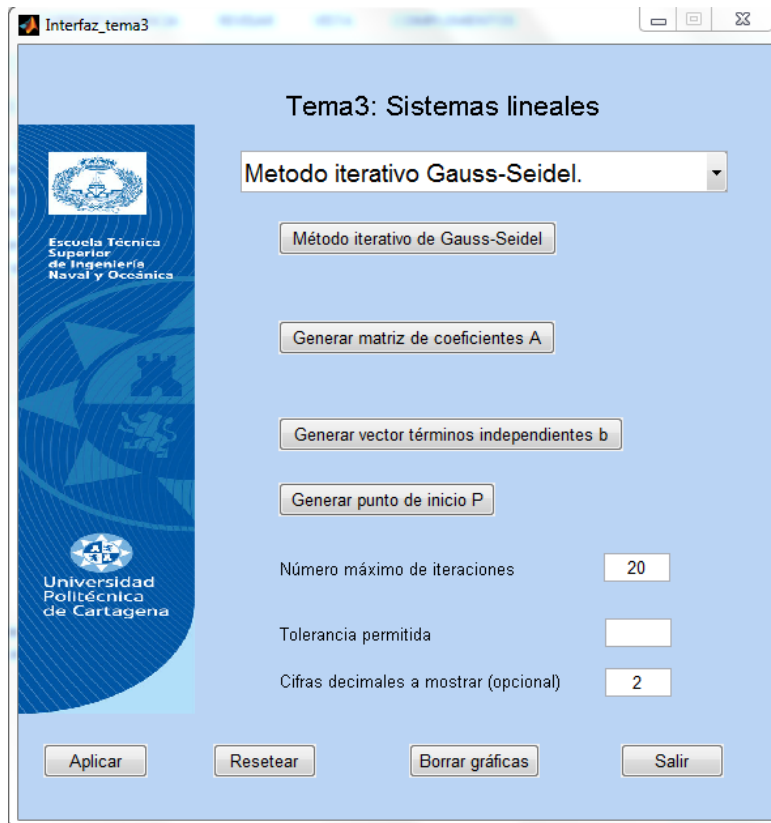 Interfaz_tema3
Tema3: Sistemas lineales
Metodo iterativo Gauss-Seidel.
Escuela Técnica
Superior
de Ingeniería
Naval y Oceánica
Método iterativo de Gauss-Seidel
Generar matriz de coeficientes A
Generar vector términos independientes b
Generar punto de inicio P
Número máximo de iteraciones
20
Universidad
Politécnica
de Cartagena
Tolerancia permitida
Cifras decimales a mostrar (opcional)
2
Aplicar
Resetear
Borrar gráficas
Salir